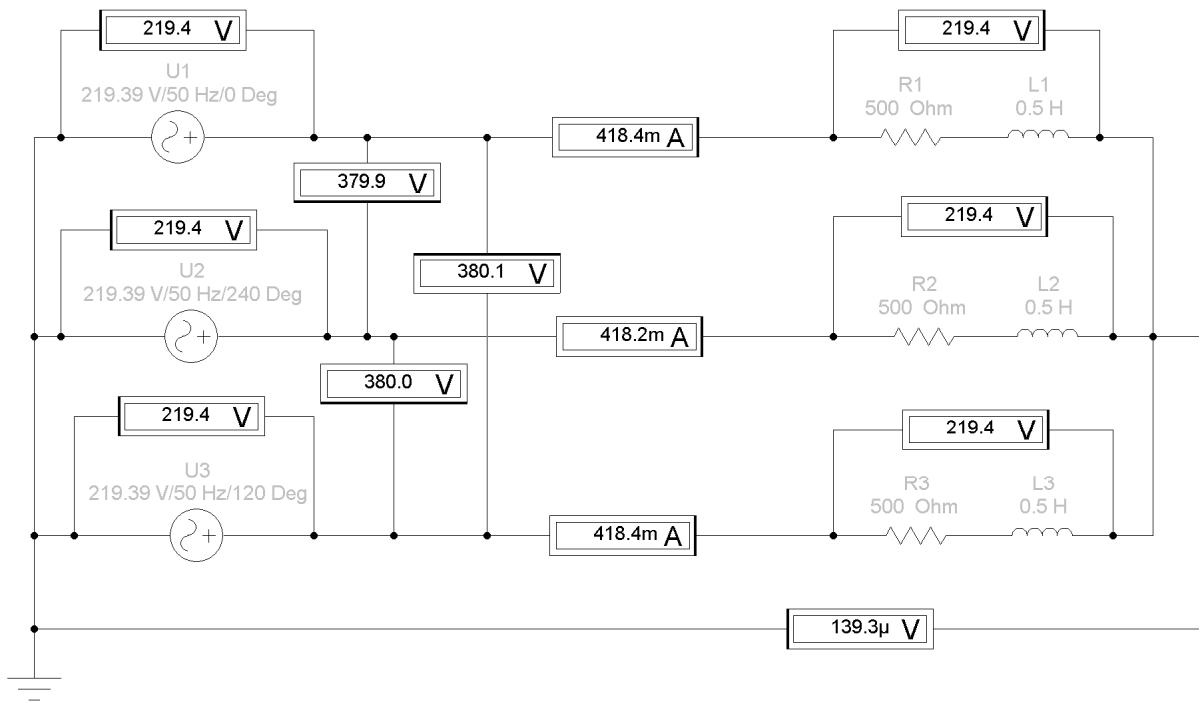 219.4 V
219.4 V
U1
219.39 V/50 Hz/0 Deg
R1
500 Ohm
L1
0.5 H
418.4m A
379.9 V
219.4 V
219.4 V
380.1 V
U2
219.39 V/50 Hz/240 Deg
R2
500 Ohm
L2
0.5 H
418.2m A
380.0 V
219.4 V
219.4 V
U3
219.39 V/50 Hz/120 Deg
R3
500 Ohm
L3
0.5 H
418.4m A
139.3µ V